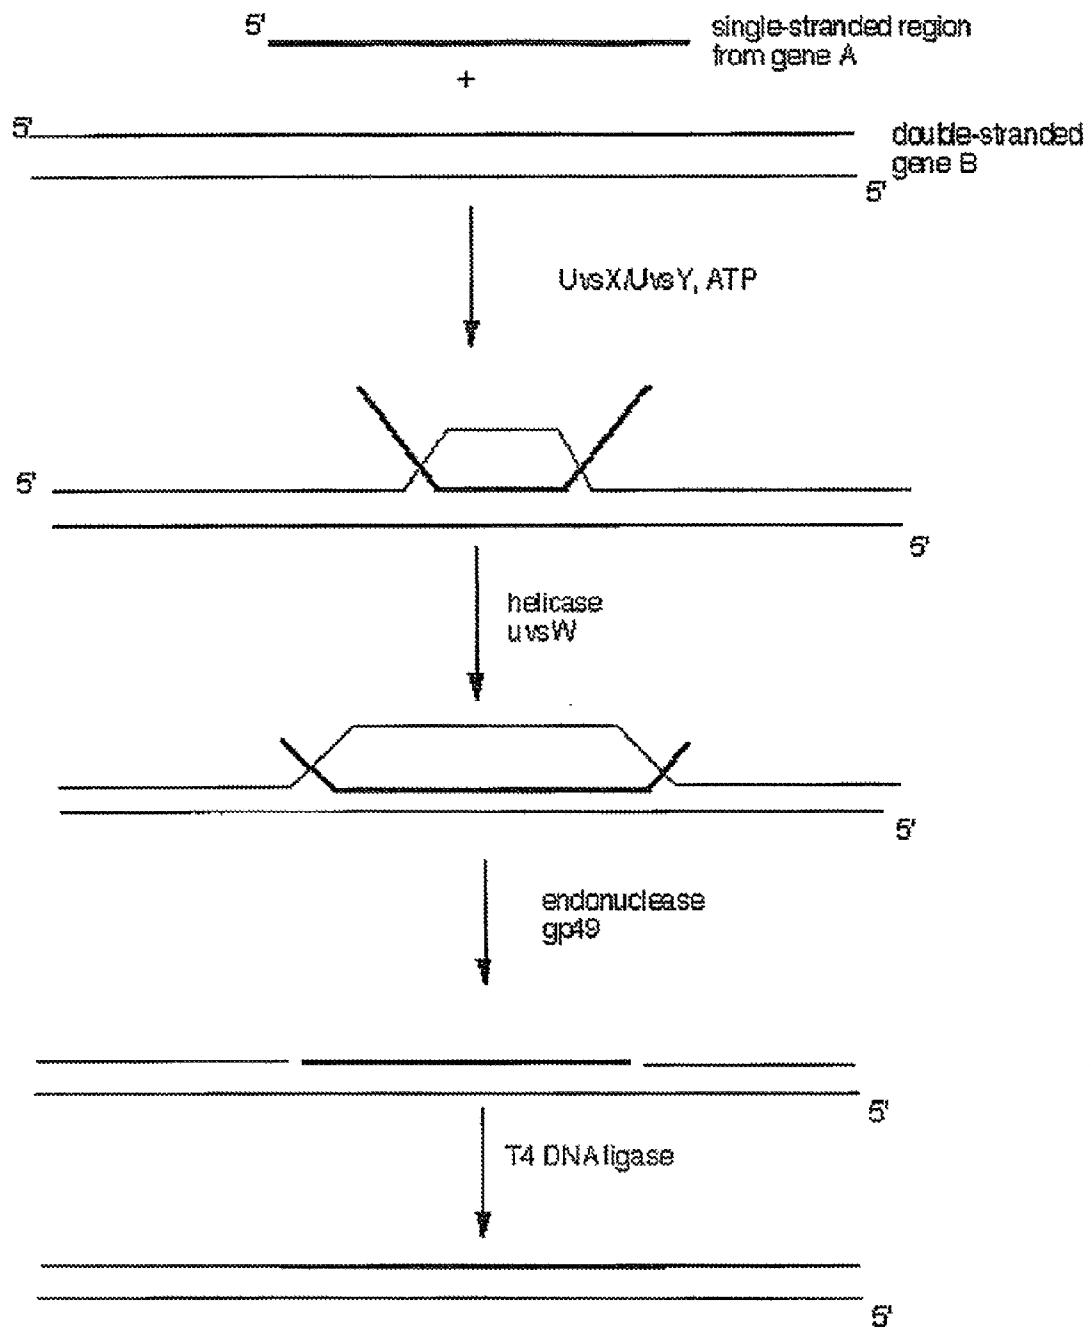 5'
single-stranded region
from gene A
+
5'
double-stranded
gene B
5'
UvsX/UvsY, ATP
5'
5'
helicase
uvsW
5'
endonuclease
gp49
5'
T4 DNA ligase
5'